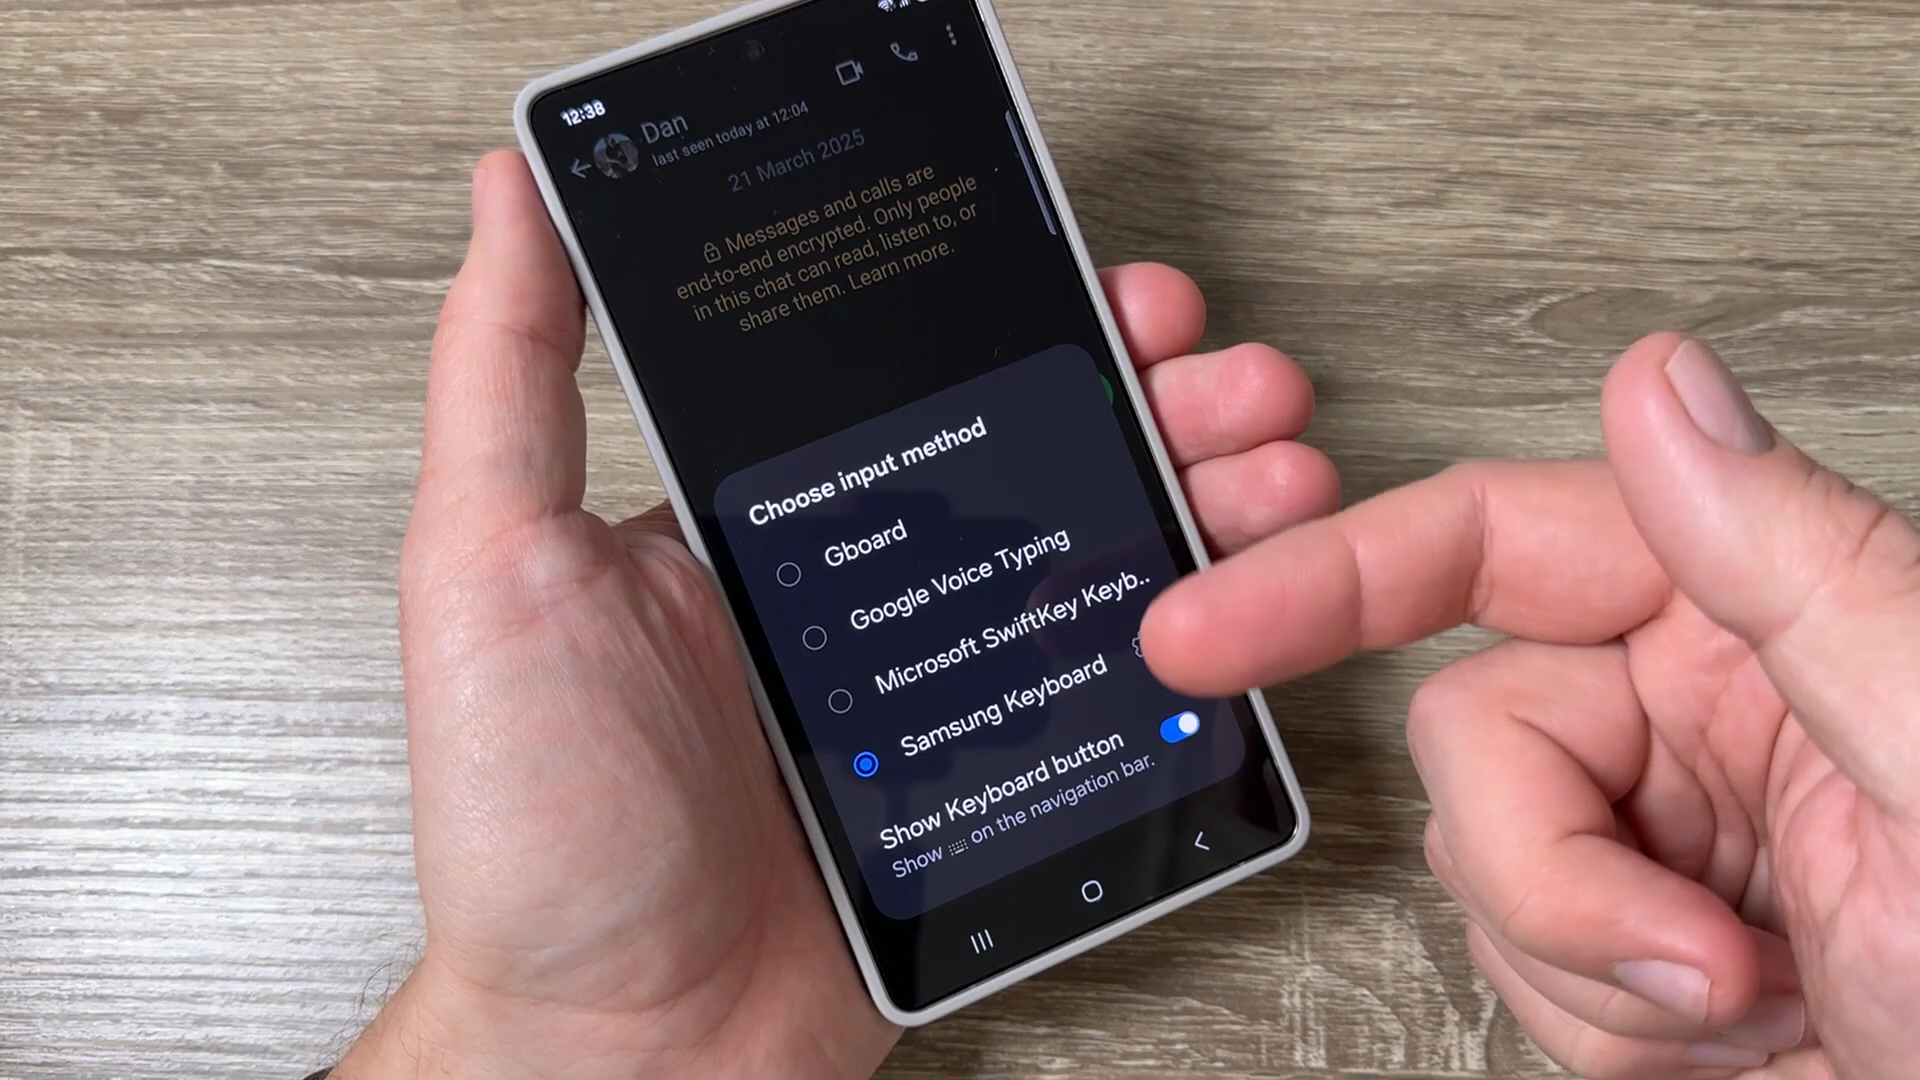 12:38
Dan
last seen today at 12:04
21 March 2025
Messages and calls are
end-to-end encrypted. Only people
in this chat can read, listen to, or
share them. Learn more.
Choose input method
Gboard
Google Voice Typing
Microsoft SwiftKey Keyb..
Samsung Keyboard
Show Keyboard button
Show on the navigation bar.